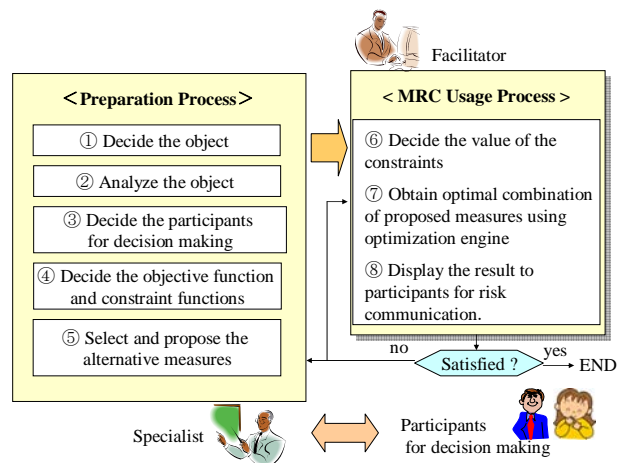 Facilitator
＜Preparation Process＞
① Decide the object
② Analyze the object
③ Decide the participants
for decision making
④ Decide the objective function
and constraint functions
⑤ Select and propose the
alternative measures
< MRC Usage Process >
⑥ Decide the value of the
constraints
⑦ Obtain optimal combination
of proposed measures using
optimization engine
⑧ Display the result to
participants for risk
communication.
no
Satisfied ?
yes
END
Specialist
Participants
for decision making